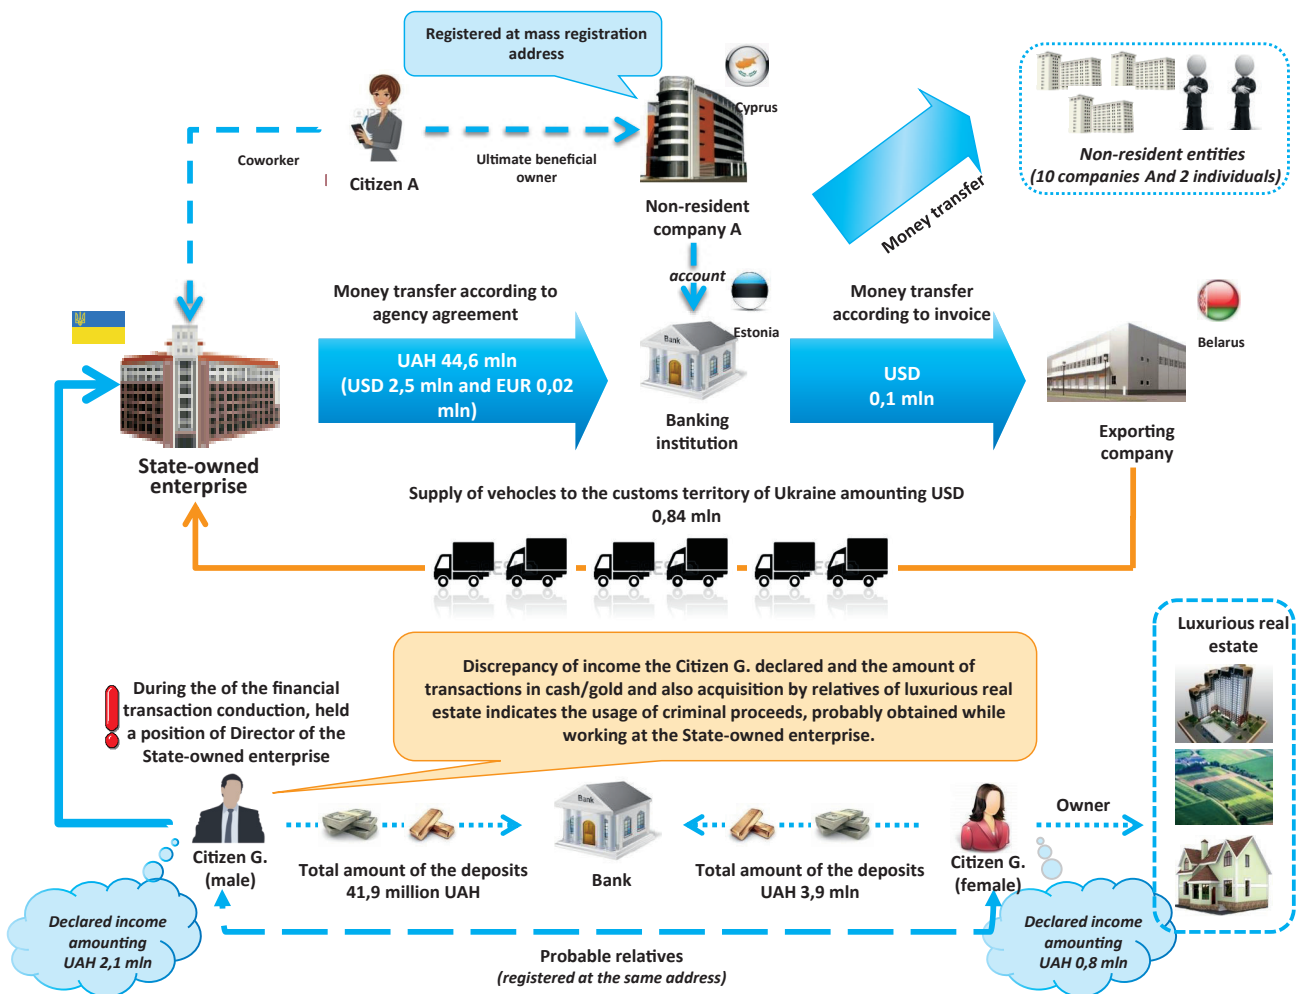 Registered at mass registration
address
Cyprus
Coworker
Citizen A
Ultimate beneficial
owner
Non-resident
company A
Money transfer
Non-resident entities
(10 companies And 2 individuals)
account
Estonia
Money transfer according to
agency agreement
UAH 44,6 mln
(USD 2,5 mln and EUR 0,02
mln)
Bank
Banking
institution
Money transfer
according to invoice
USD
0,1 mln
Belarus
Exporting
company
State-owned
enterprise
Supply of vehocles to the customs territory of Ukraine amounting USD
0,84 mln
Luxurious real
estate
Discrepancy of income the Citizen G. declared and the amount of
transactions in cash/gold and also acquisition by relatives of luxurious real
estate indicates the usage of criminal proceeds, probably obtained while
working at the State-owned enterprise.
During the of the financial
transaction conduction, held
a position of Director of the
State-owned enterprise
Citizen G.
(male)
Total amount of the deposits
41,9 million UAH
Bank
Bank
Total amount of the deposits
UAH 3,9 mln
Citizen G.
(female)
Owner
Declared income
amounting
UAH 2,1 mln
Probable relatives
(registered at the same address)
Declared income
amounting
UAH 0,8 mln